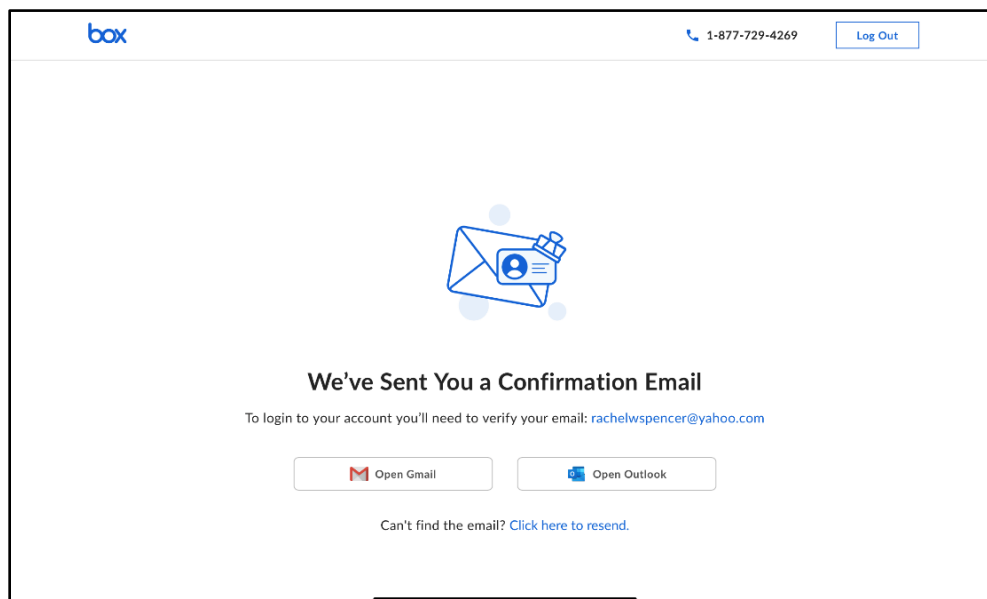 box
1-877-729-4269
Log Out
We’ve Sent You a Confirmation Email
To login to your account you’ll need to verify your email: rachelwspencer@yahoo.com
Open Gmail
Open Outlook
Can't find the email? Click here to resend.